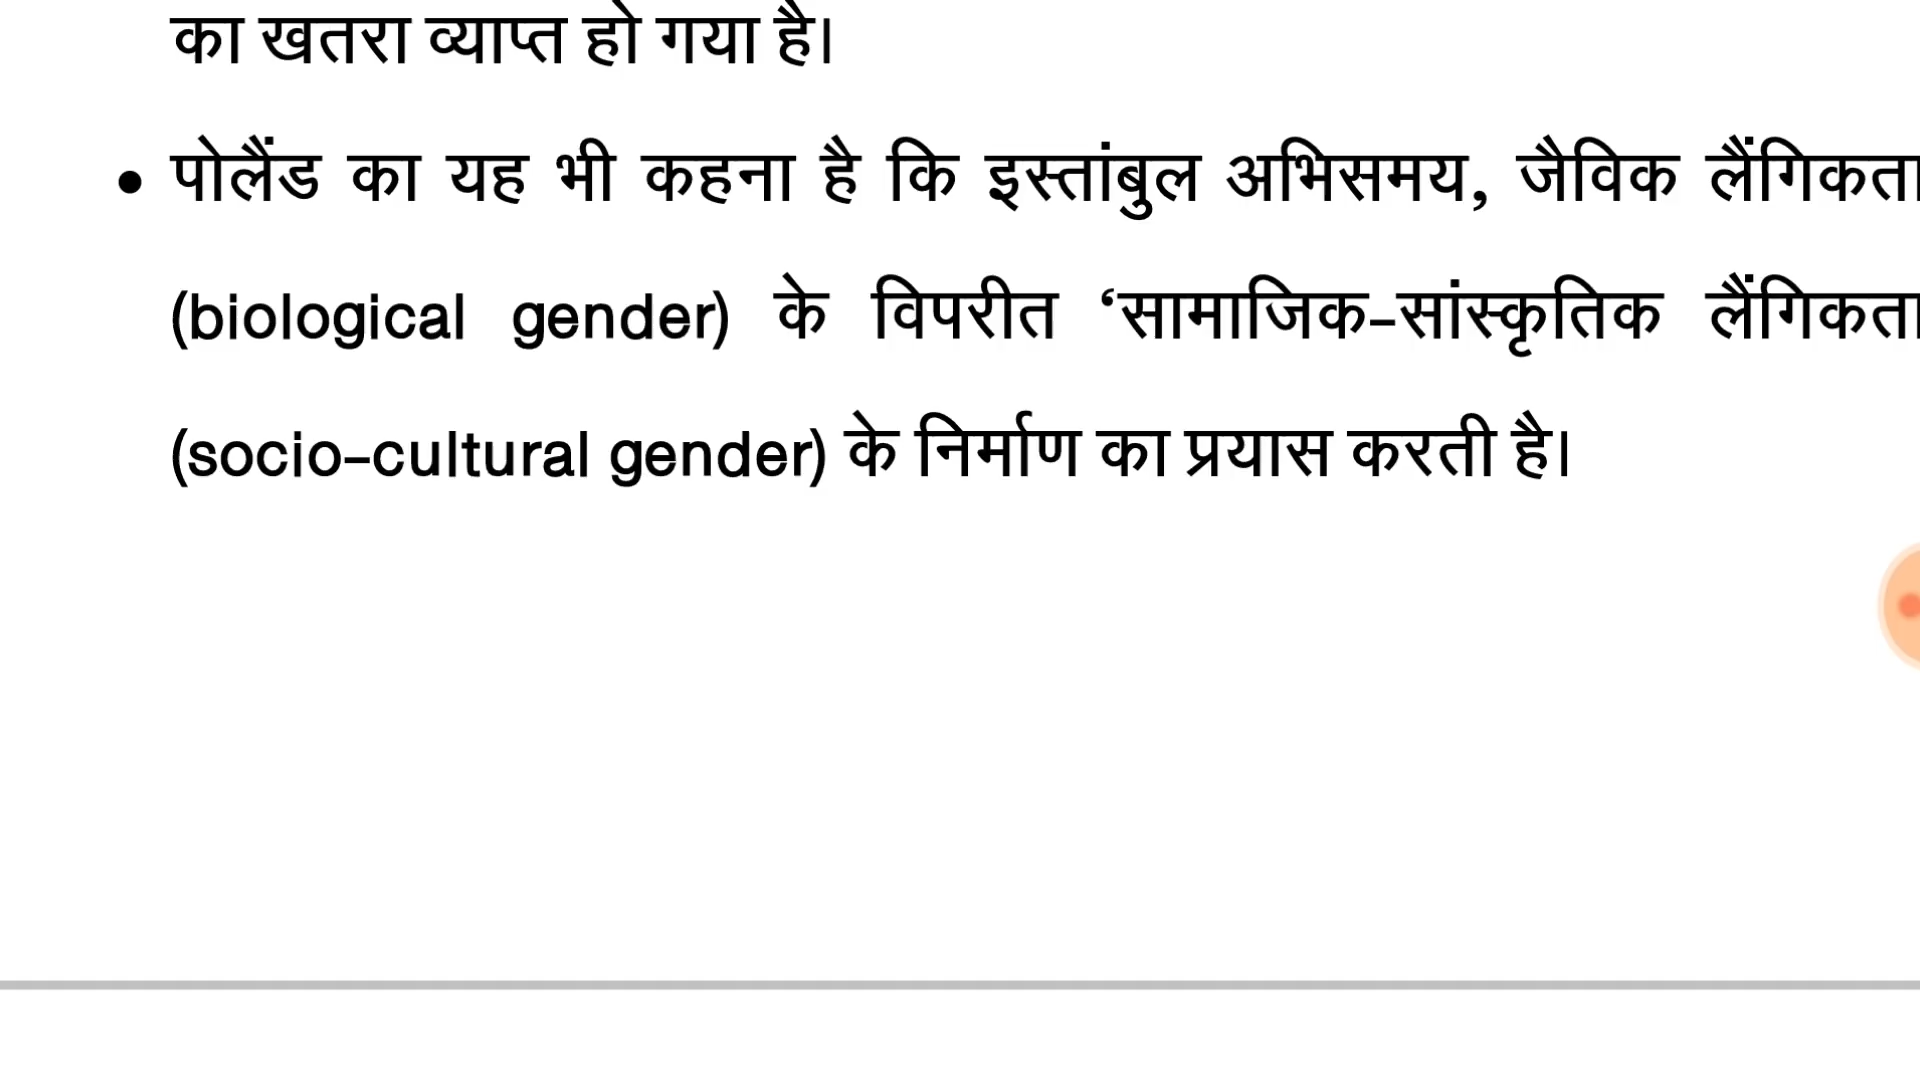 का खतरा व्याप्त हो गया है।
• पोलैंड का यह भी कहना है कि इस्तांबुल अभिसमय, जैविक लैंगिकता
(biological gender) के विपरीत ‘सामाजिक-सांस्कृतिक लैंगिकता
(socio-cultural gender) के निर्माण का प्रयास करती है।